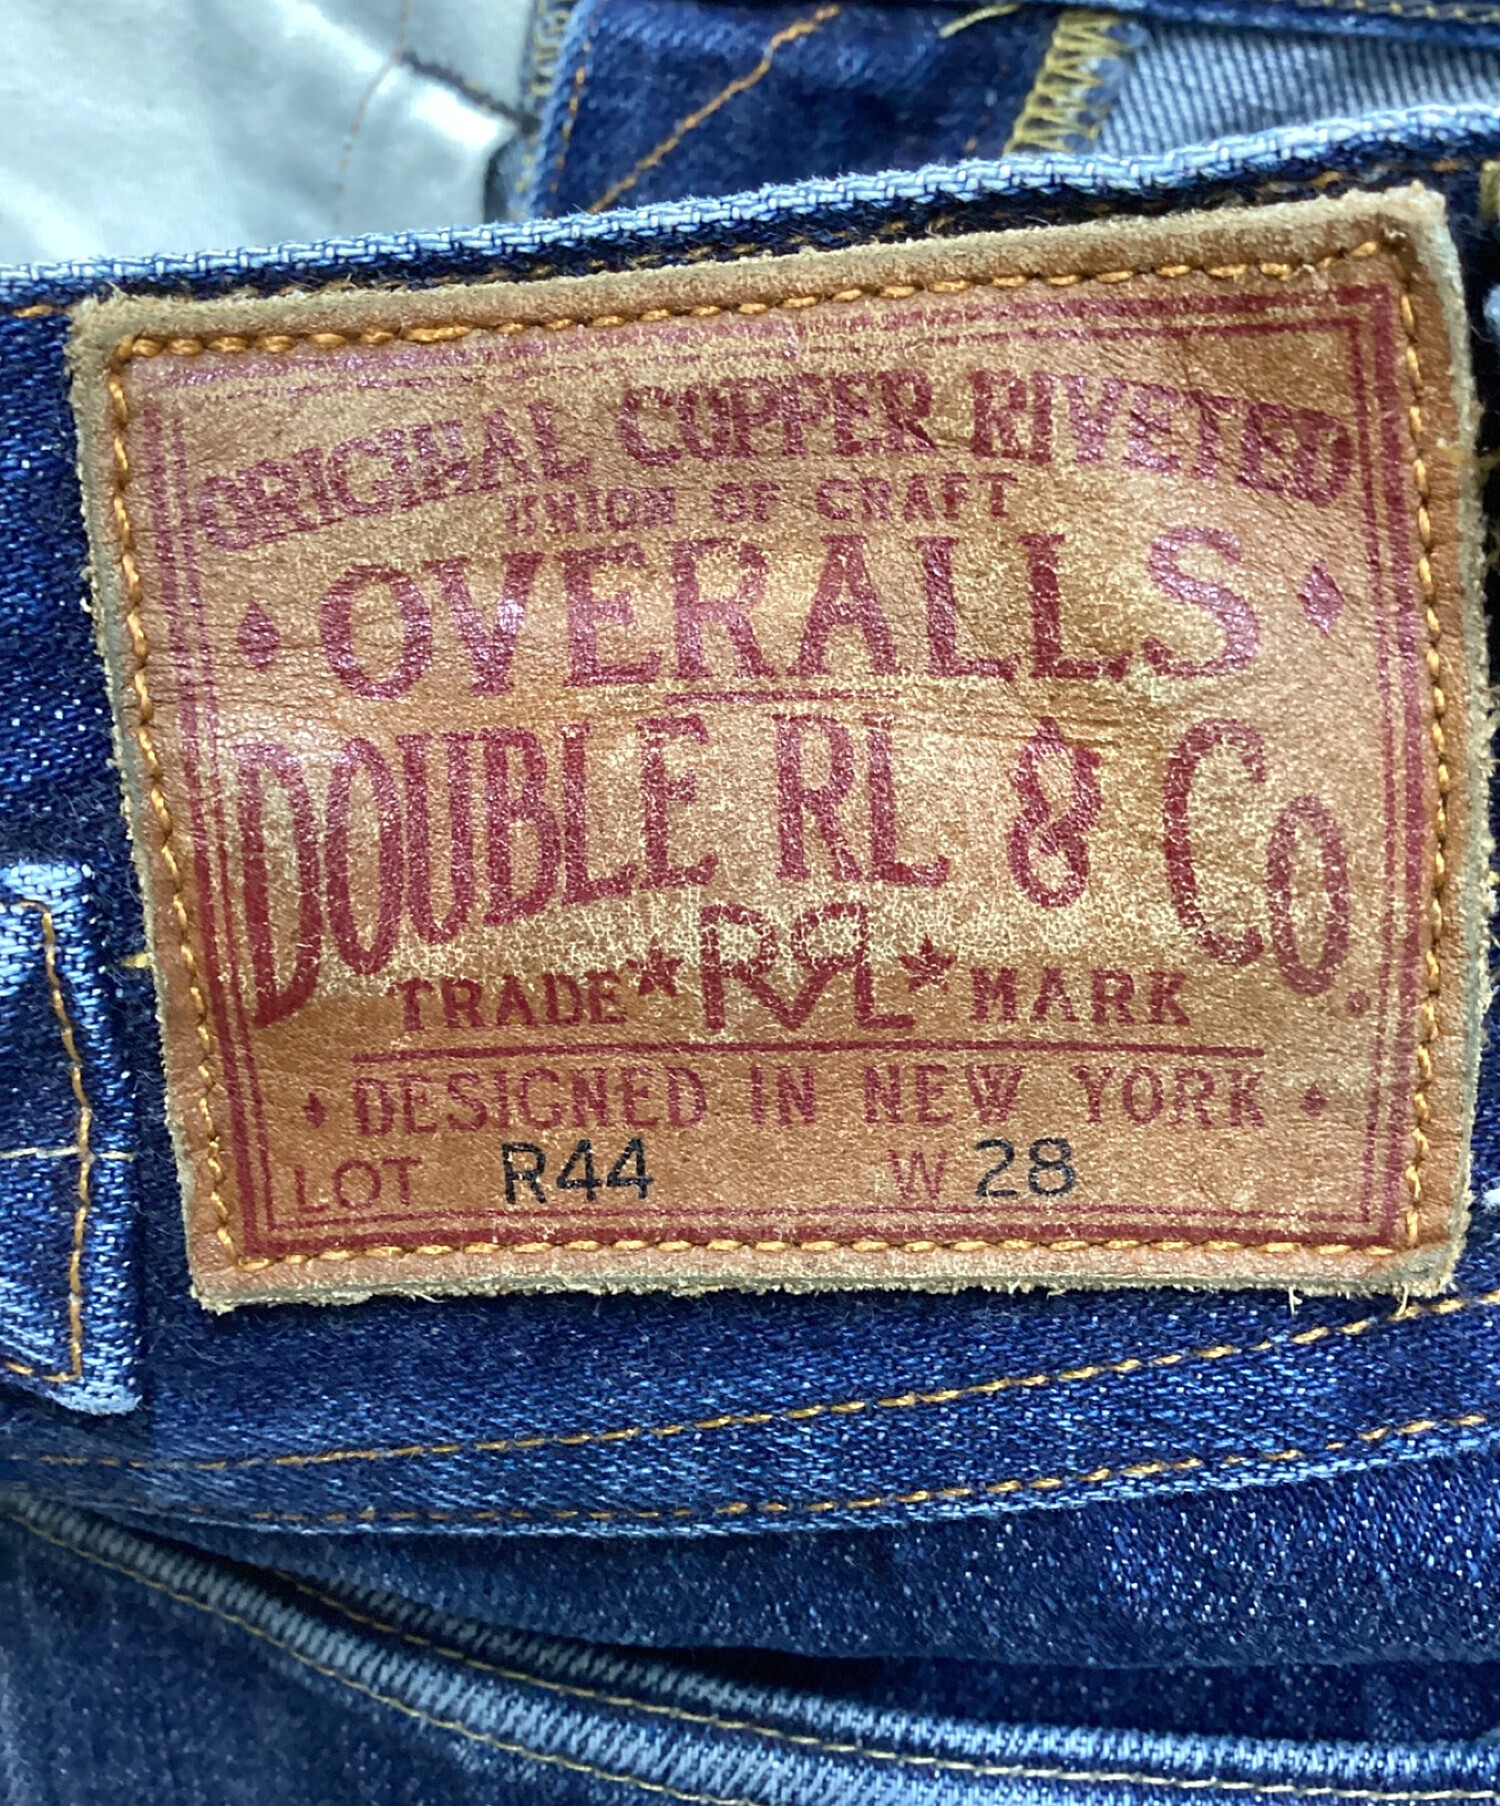 ORIGINAL COPPER RIVETED
UNION OF CRAFT
OVERALLS
DOUBLE RL & Co.
TRADE ★ RRL ★ MARK
DESIGNED IN NEW YORK
LOT R44 W 28